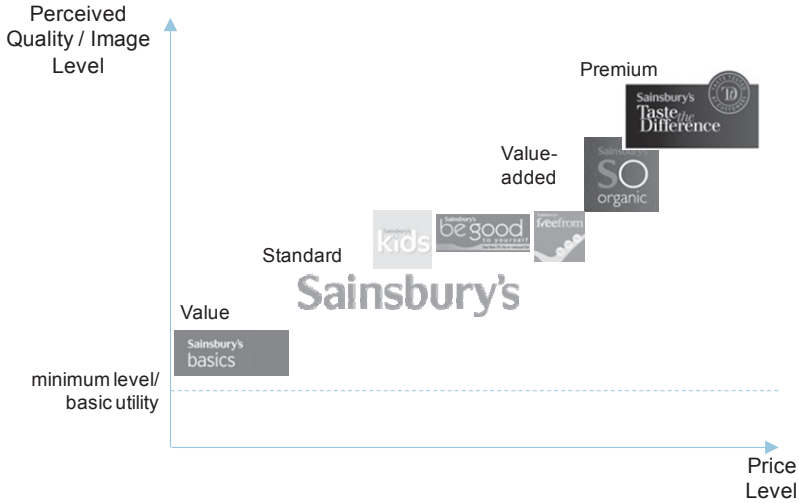 Perceived
Quality / Image
Level
Premium
Sainsbury's
Taste the
Difference
Value-
added
Sainsbury's
SO
organic
Sainsbury's
kids
Sainsbury's
be good
to yourself
freefrom
Standard
Sainsbury's
Value
Sainsbury's
basics
minimum level/
basic utility
Price
Level